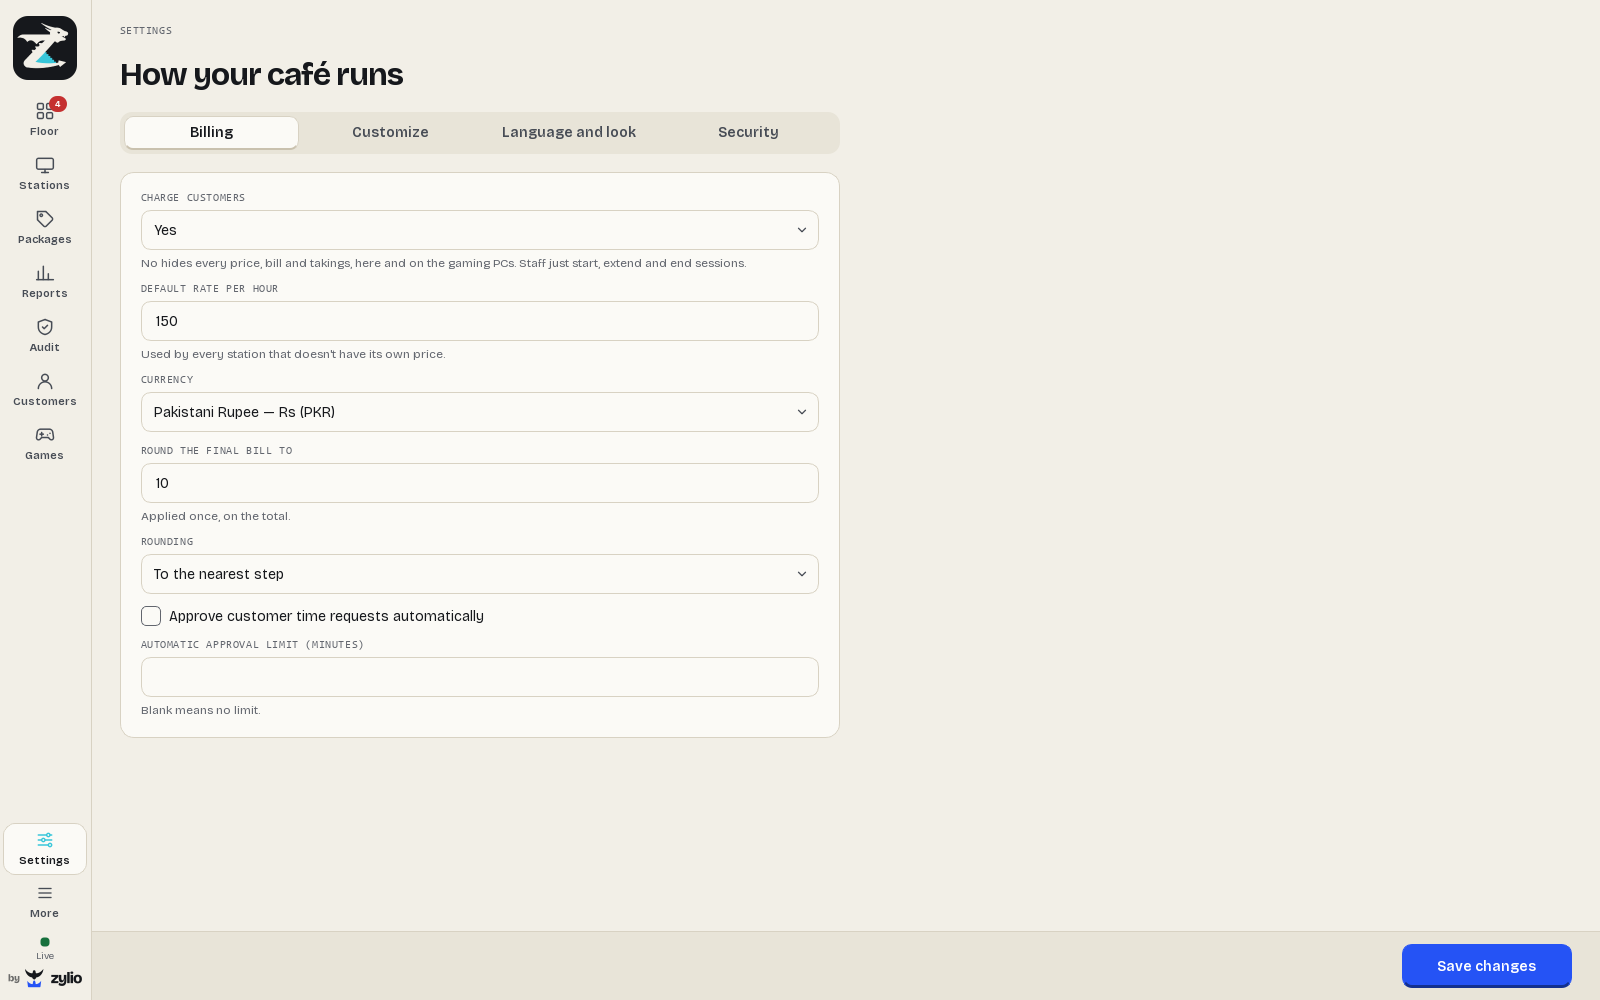 SETTINGS
How your café runs
Billing
Customize
Language and look
Security
CHARGE CUSTOMERS
Yes
No hides every price, bill and takings, here and on the gaming PCs. Staff just start, extend and end sessions.
DEFAULT RATE PER HOUR
150
Used by every station that doesn't have its own price.
CURRENCY
Pakistani Rupee — Rs (PKR)
ROUND THE FINAL BILL TO
10
Applied once, on the total.
ROUNDING
To the nearest step
Approve customer time requests automatically
AUTOMATIC APPROVAL LIMIT (MINUTES)
Blank means no limit.
4
Floor
Stations
Packages
Reports
Audit
Customers
Games
Settings
More
Live
by zylio
Save changes